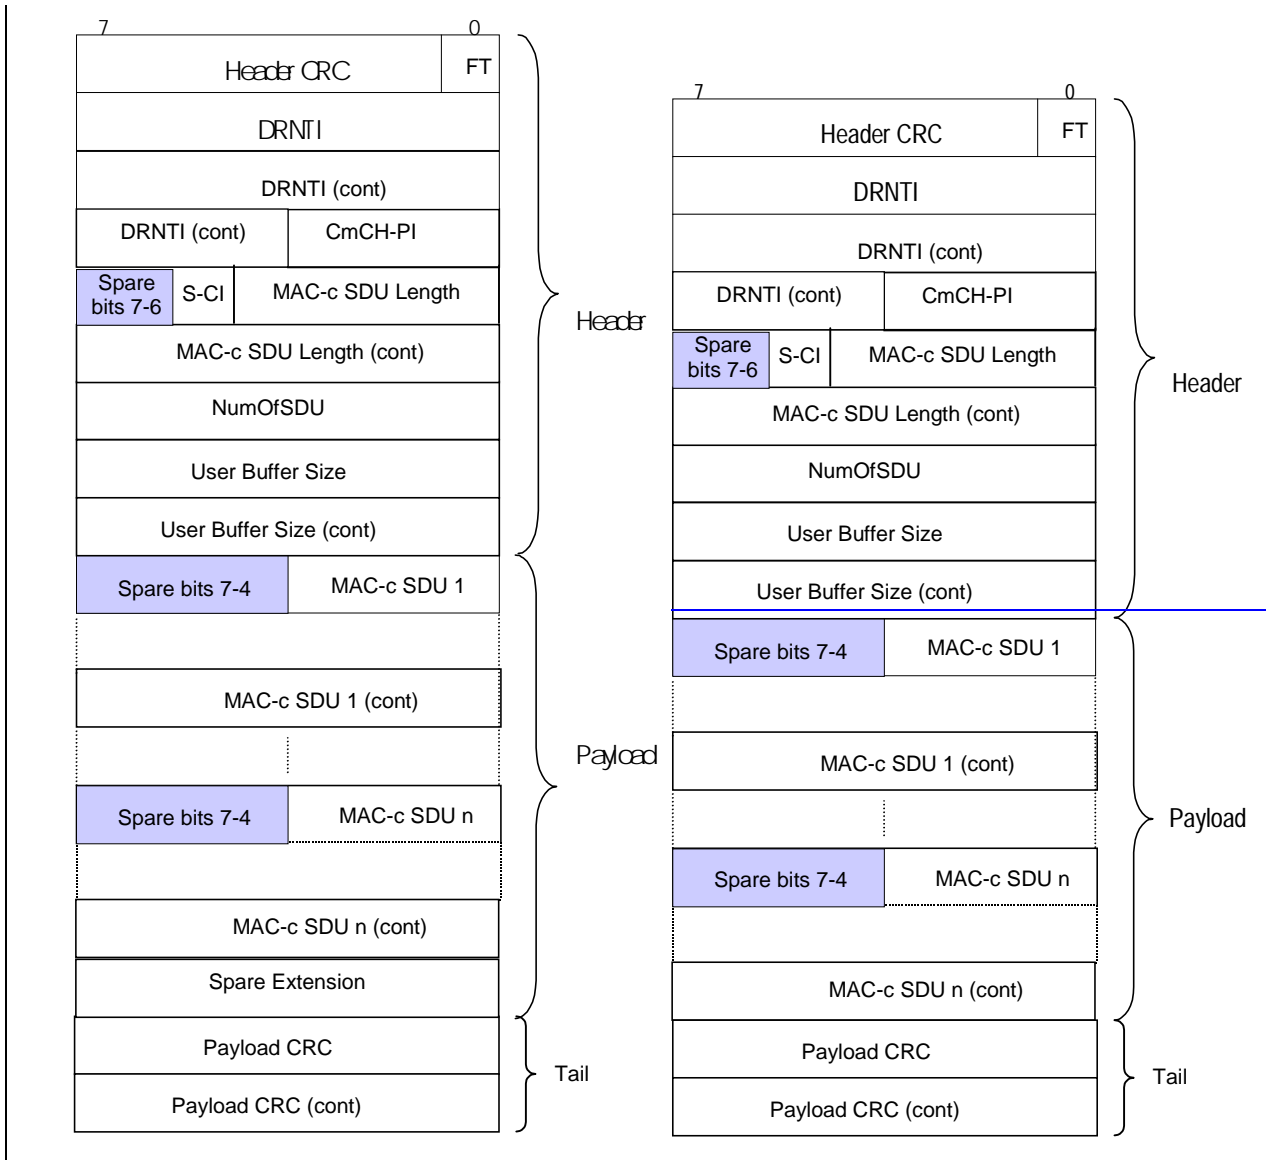 7 0
Header CRC FT
DRNTI
DRNTI (cont)
DRNTI (cont) CmCH-PI
Spare bits 7-6 S-CI MAC-c SDU Length
MAC-c SDU Length (cont)
NumOfSDU
User Buffer Size
User Buffer Size (cont)
Header
Spare bits 7-4 MAC-c SDU 1
MAC-c SDU 1 (cont)
Spare bits 7-4 MAC-c SDU n
MAC-c SDU n (cont)
Spare Extension
Payload
Payload CRC
Payload CRC (cont)
Tail
7 0
Header CRC FT
DRNTI
DRNTI (cont)
DRNTI (cont) CmCH-PI
Spare bits 7-6 S-CI MAC-c SDU Length
MAC-c SDU Length (cont)
NumOfSDU
User Buffer Size
User Buffer Size (cont)
Header
Spare bits 7-4 MAC-c SDU 1
MAC-c SDU 1 (cont)
Spare bits 7-4 MAC-c SDU n
MAC-c SDU n (cont)
Payload
Payload CRC
Payload CRC (cont)
Tail